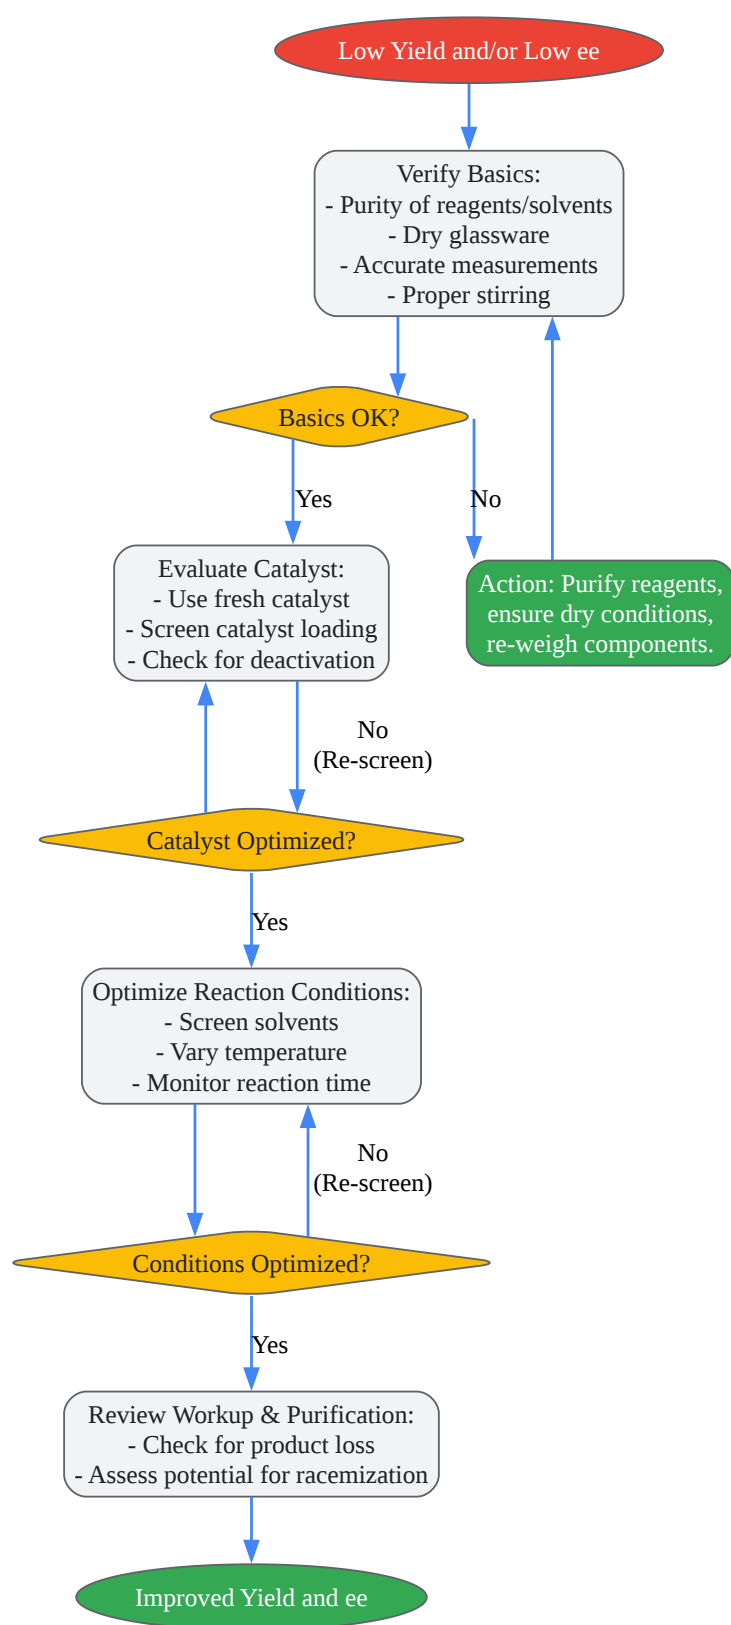 Low Yield and/or Low ee
Verify Basics:
- Purity of reagents/solvents
- Dry glassware
- Accurate measurements
- Proper stirring
Basics OK?
Yes
No
Evaluate Catalyst:
- Use fresh catalyst
- Screen catalyst loading
- Check for deactivation
Action: Purify reagents,
ensure dry conditions,
re-weigh components.
No
(Re-screen)
Catalyst Optimized?
Yes
Optimize Reaction Conditions:
- Screen solvents
- Vary temperature
- Monitor reaction time
No
(Re-screen)
Conditions Optimized?
Yes
Review Workup & Purification:
- Check for product loss
- Assess potential for racemization
Improved Yield and ee